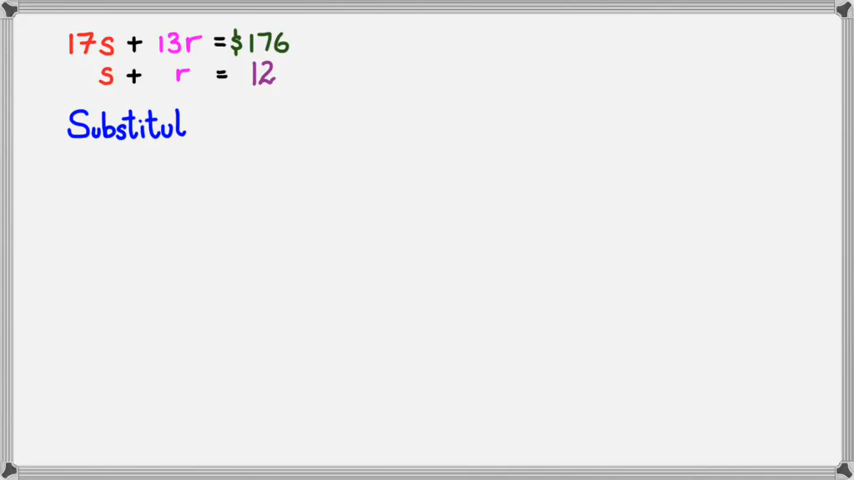 17s + 13r = $176
s + r = 12
Substitul